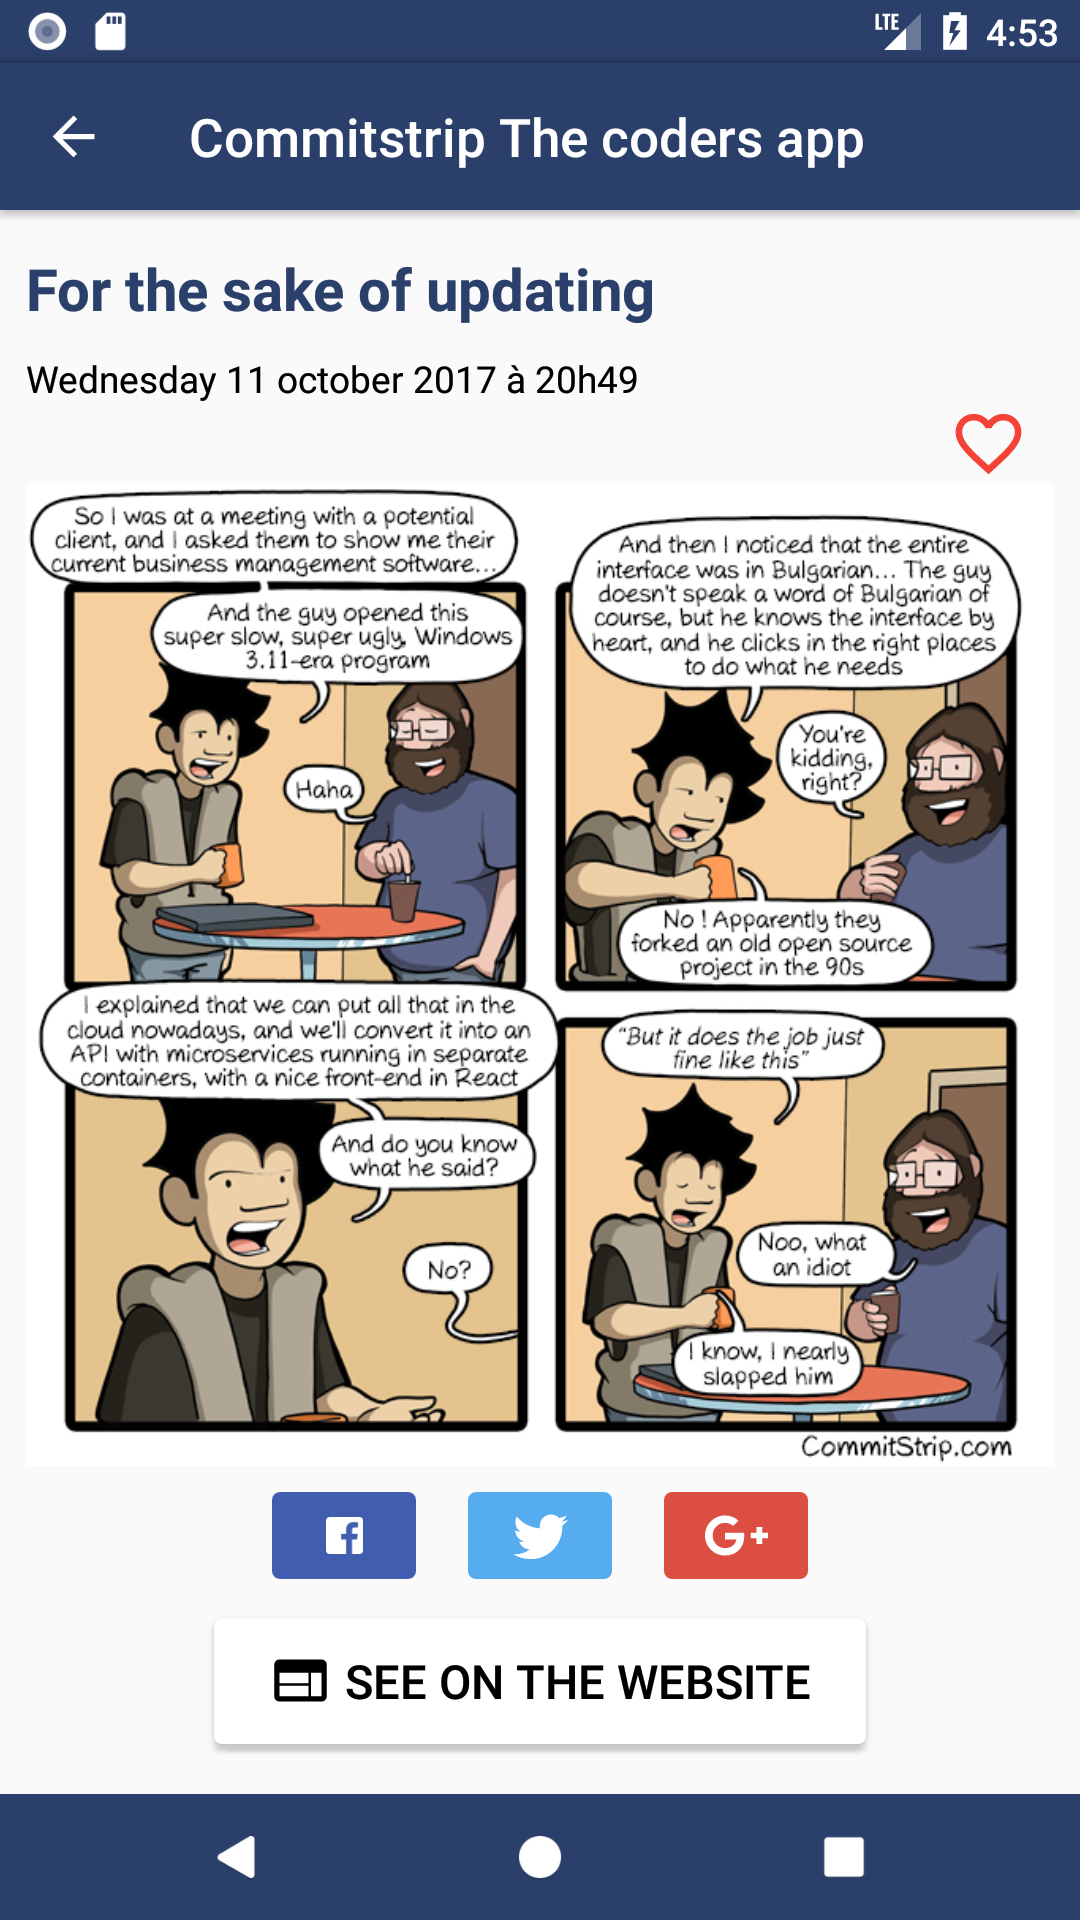 LTE 4:53
Commitstrip The coders app
For the sake of updating
Wednesday 11 october 2017 à 20h49
So I was at a meeting with a potential
client, and I asked them to show me their
current business management software...
And the guy opened this
super slow, super ugly, Windows
3.11-era program
Haha
And then I noticed that the entire
interface was in Bulgarian... The guy
doesn't speak a word of Bulgarian of
course, but he knows the interface by
heart, and he clicks in the right places
to do what he needs
You're
kidding,
right?
No ! Apparently they
forked an old open source
project in the 90s
I explained that we can put all that in the
cloud nowadays, and we'll convert it into an
API with microservices running in separate
containers, with a nice front-end in React
And do you know
what he said?
No?
"But it does the job just
fine like this"
Noo, what
an idiot
I know, I nearly
slapped him
CommitStrip.com
G+
SEE ON THE WEBSITE